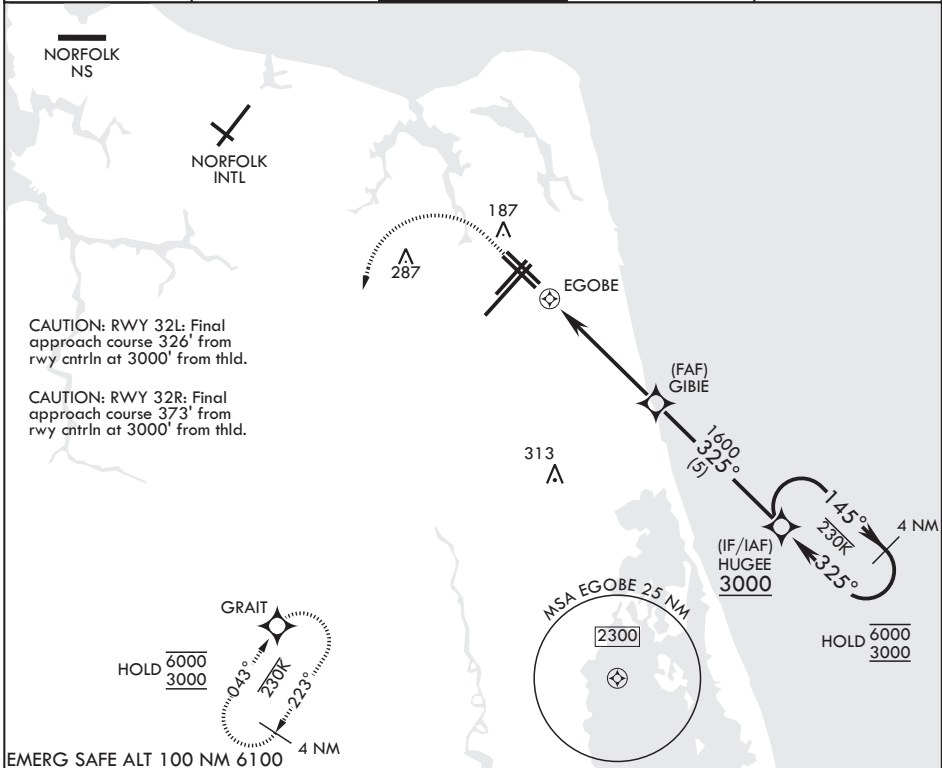 NORFOLK
NS
NORFOLK
INTL
187
287
EGOBE
CAUTION: RWY 32L: Final
approach course 326' from
rwy cntrln at 3000' from thld.
CAUTION: RWY 32R: Final
approach course 373' from
rwy cntrln at 3000' from thld.
(FAF)
GIBIE
1600
325°
(5)
313
145°
230K
325°
4 NM
(IF/IAF)
HUGEE
3000
HOLD 6000
3000
MSA EGOBE 25 NM
2300
GRAIT
HOLD 6000
3000
043°
230K
223°
4 NM
EMERG SAFE ALT 100 NM 6100